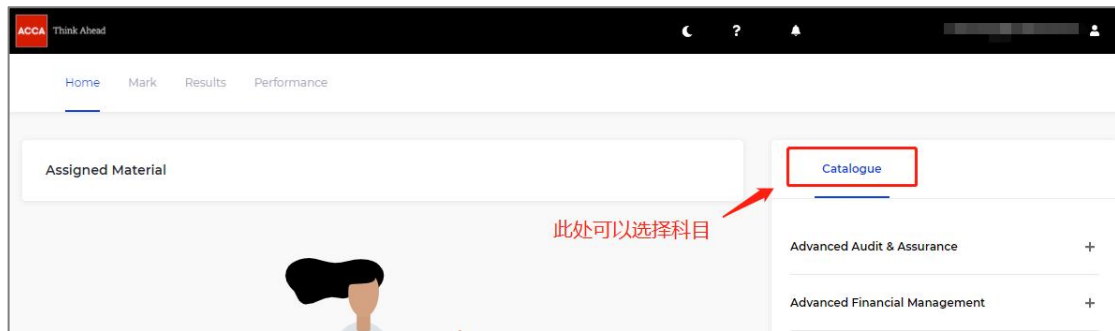 ACCA Think Ahead
?
Home Mark Results Performance
Assigned Material
Catalogue
此处可以选择科目
Advanced Audit & Assurance +
Advanced Financial Management +